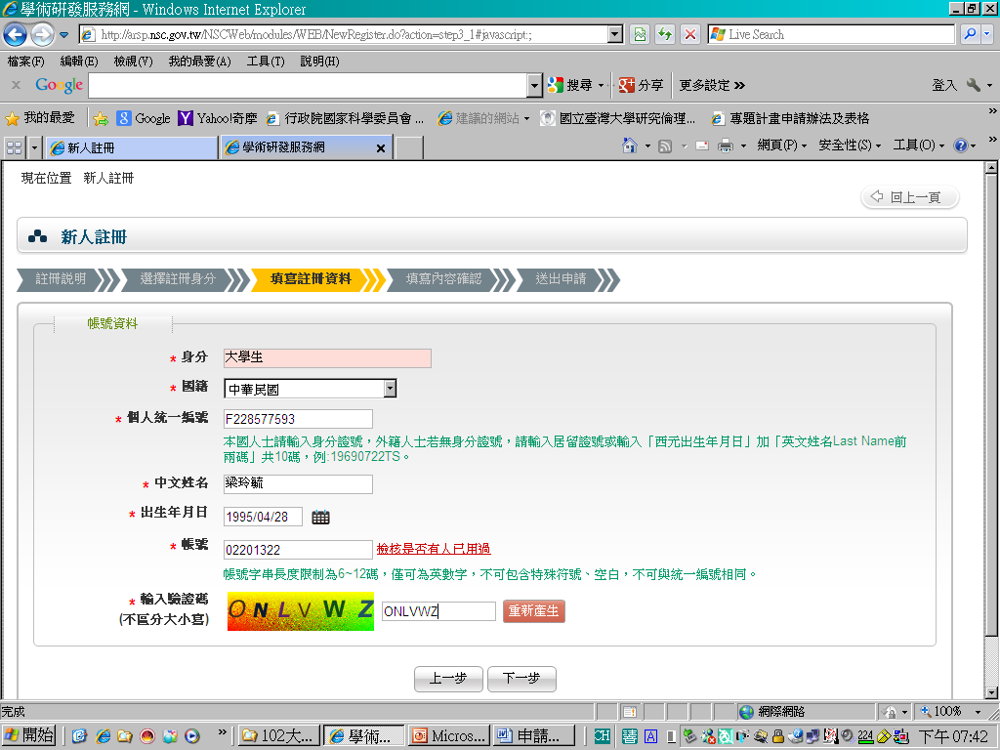 學術研發服務網 - Windows Internet Explorer
http://arsp.nsc.gov.tw/NSCWeb/modules/WEB/NewRegister.do?action=step3_1#javascript:;
Live Search
檔案(F) 編輯(E) 檢視(V) 我的最愛(A) 工具(T) 說明(H)
x Google 搜尋 分享 更多設定 » 登入
我的最愛 Google Yahoo!奇摩 行政院國家科學委員會 ... 建議的網站 國立臺灣大學研究倫理... 專題計畫申請辦法及表格 »
新人註冊 學術研發服務網 x 網頁(P) 安全性(S) 工具(O) »
現在位置 新人註冊
回上一頁
新人註冊
註冊說明 選擇註冊身分 填寫註冊資料 填寫內容確認 送出申請
帳號資料
* 身分 大學生
* 國籍 中華民國
* 個人統一編號 F228577593
本國人士請輸入身分證號，外籍人士若無身分證號，請輸入居留證號或輸入「西元出生年月日」加「英文姓名Last Name前
兩碼」共10碼，例:19690722TS。
* 中文姓名 梁玲毓
* 出生年月日 1995/04/28
* 帳號 02201322 檢核是否有人已用過
帳號字串長度限制為6~12碼，僅可為英數字，不可包含特殊符號、空白，不可與統一編號相同。
* 輸入驗證碼
(不區分大小寫) O N L V W Z ONLVWZ 重新產生
上一步 下一步
完成 網際網路 100%
開始 » 102大... 學術... Micros... 申請... CH 224 下午 07:42